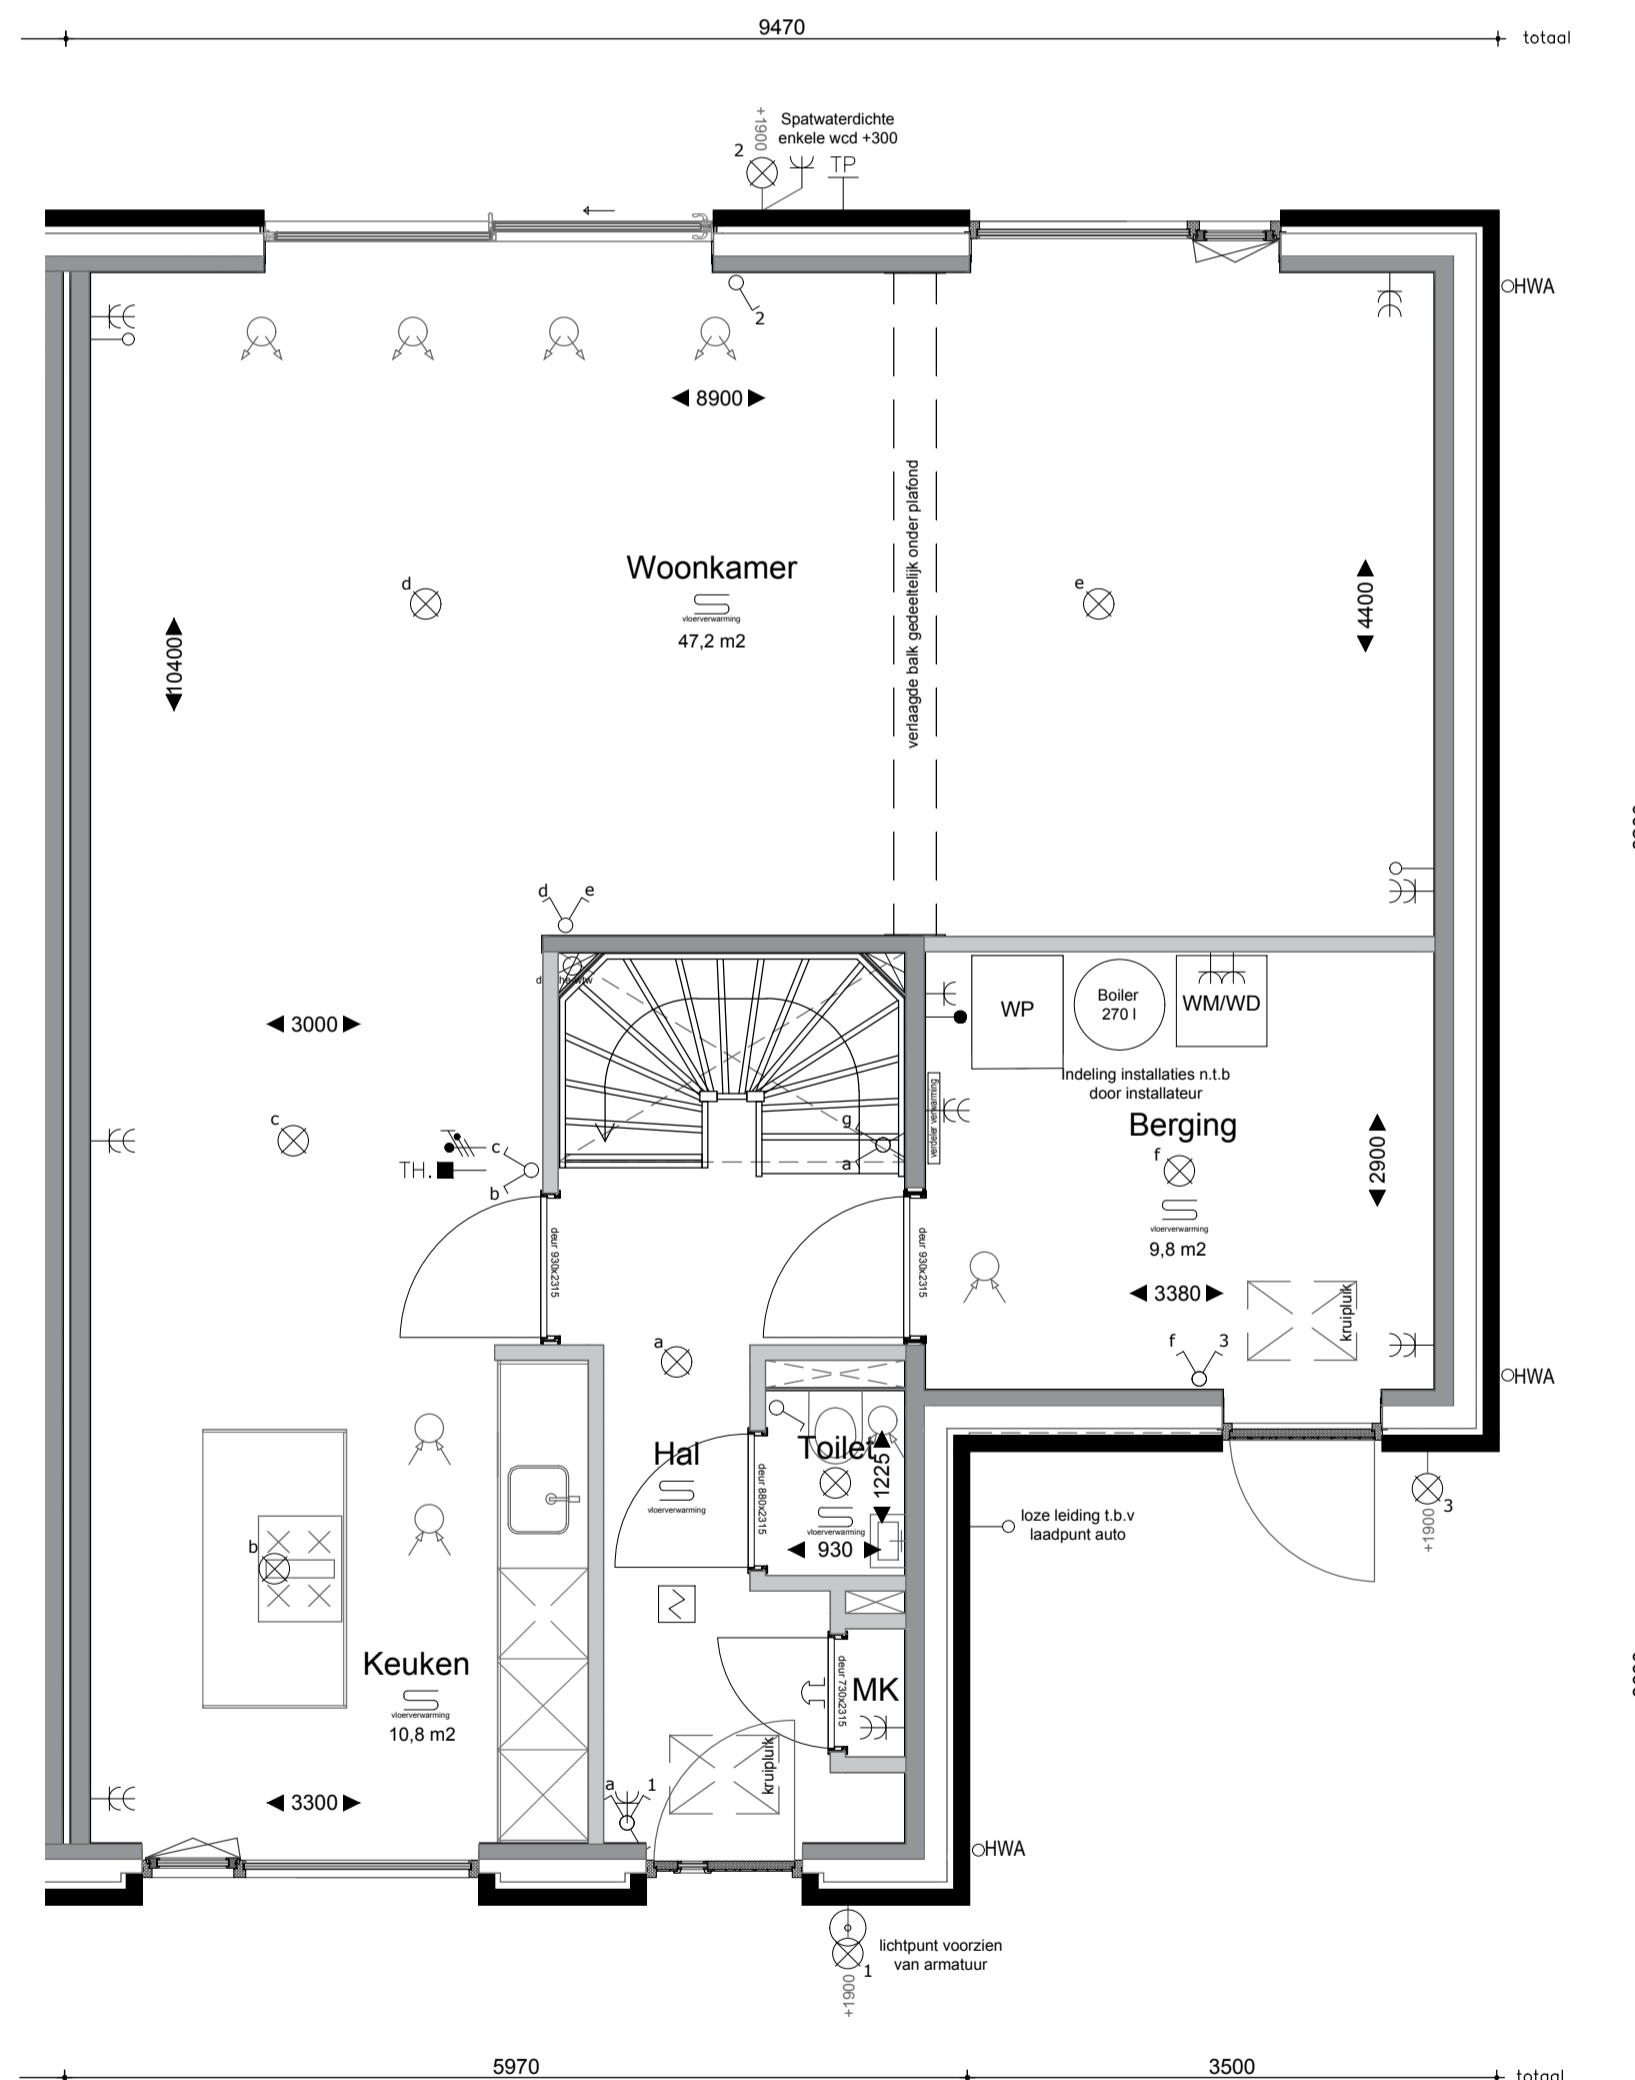 9470
totaal
+1900
Spatwaterdichte
enkele wcd +300
2
TP
HWA
2
8900
verlaagde balk gedeeltelijk onder plafond
Woonkamer
vloerverwarming
47,2 m2
d
e
4400
10400
d
e
WP
Boiler
270 l
WM/WD
3000
Indeling installaties n.t.b
door installateur
verdeler verwarming
Berging
c
g
a
f
2900
TH.
c
b
vloerverwarming
9,8 m2
deur 930x2315
deur 930x2315
3380
kruipluik
a
f
3
HWA
Hal
vloerverwarming
Toilet
1225
deur 880x2315
vloerverwarming
930
3
+1900
loze leiding t.b.v
laadpunt auto
b
Keuken
vloerverwarming
10,8 m2
deur 730x2315
MK
kruipluik
a
1
3300
HWA
lichtpunt voorzien
van armatuur
1
+1900
5970
3500
totaal